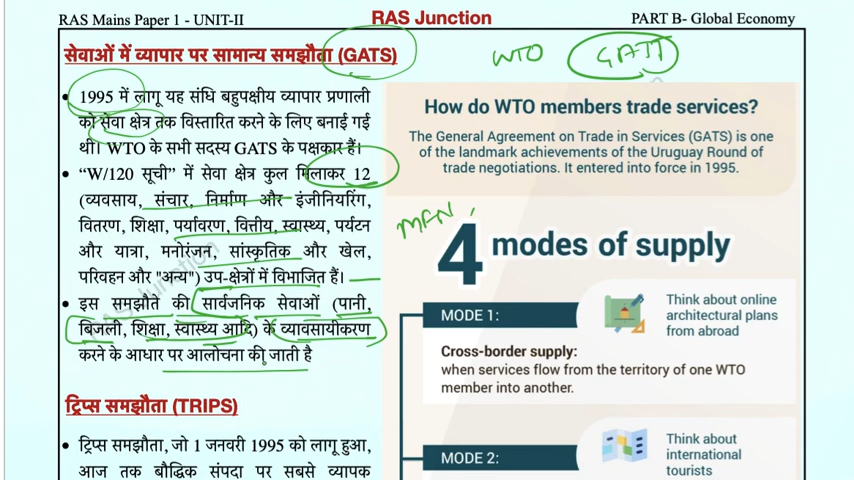 RAS Mains Paper 1 - UNIT-II
RAS Junction
PART B- Global Economy
सेवाओं में व्यापार पर सामान्य समझौता (GATS)
WTO GATT
• 1995 में लागू यह संधि बहुपक्षीय व्यापार प्रणाली
को सेवा क्षेत्र तक विस्तारित करने के लिए बनाई गई
थी। WTO के सभी सदस्य GATS के पक्षकार हैं।
• “W/120 सूची” में सेवा क्षेत्र कुल मिलाकर 12
(व्यवसाय, संचार, निर्माण और इंजीनियरिंग,
वितरण, शिक्षा, पर्यावरण, वित्तीय, स्वास्थ्य, पर्यटन
और यात्रा, मनोरंजन, सांस्कृतिक और खेल,
परिवहन और "अन्य") उप-क्षेत्रों में विभाजित हैं।
• इस समझौते की सार्वजनिक सेवाओं (पानी,
बिजली, शिक्षा, स्वास्थ्य आदि) के व्यावसायीकरण
करने के आधार पर आलोचना की जाती है
ट्रिप्स समझौता (TRIPS)
• ट्रिप्स समझौता, जो 1 जनवरी 1995 को लागू हुआ,
आज तक बौद्धिक संपदा पर सबसे व्यापक
RAS Junction
How do WTO members trade services?
The General Agreement on Trade in Services (GATS) is one
of the landmark achievements of the Uruguay Round of
trade negotiations. It entered into force in 1995.
MFN,
4 modes of supply
MODE 1:
Think about online
architectural plans
from abroad
Cross-border supply:
when services flow from the territory of one WTO
member into another.
MODE 2:
Think about
international
tourists